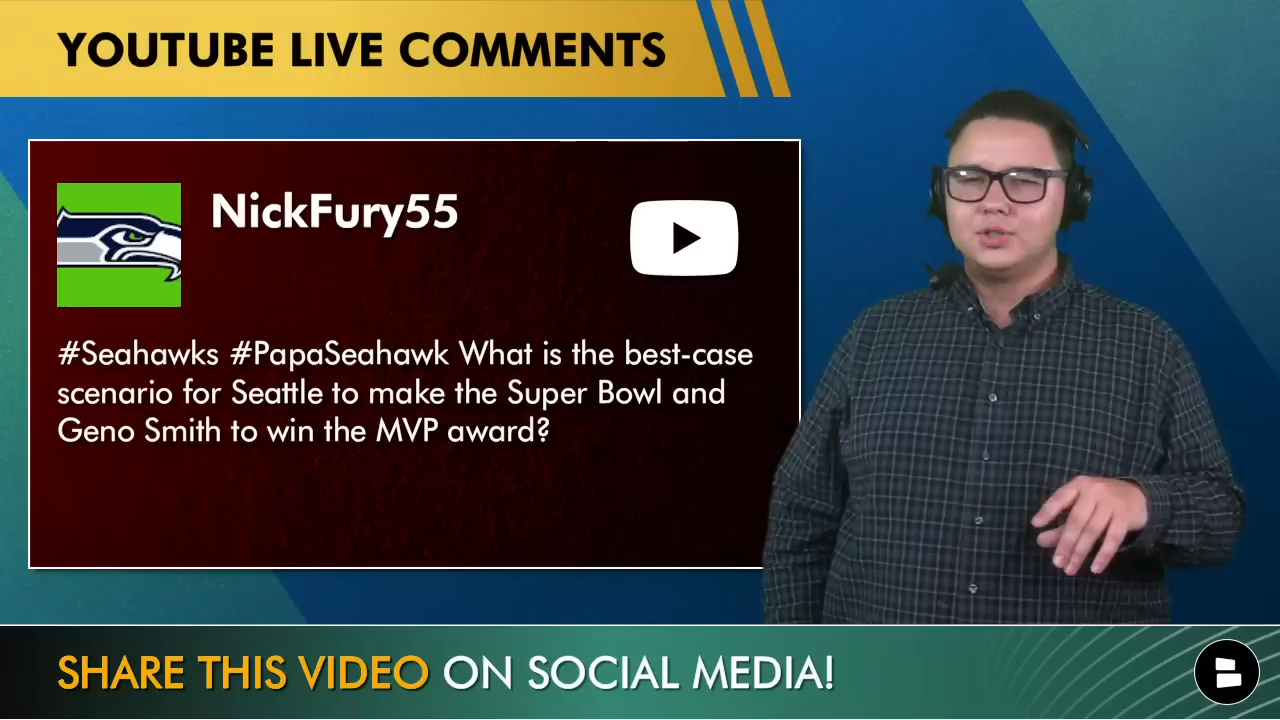 YOUTUBE LIVE COMMENTS
NickFury55
#Seahawks #PapaSeahawk What is the best-case
scenario for Seattle to make the Super Bowl and
Geno Smith to win the MVP award?
SHARE THIS VIDEO ON SOCIAL MEDIA!